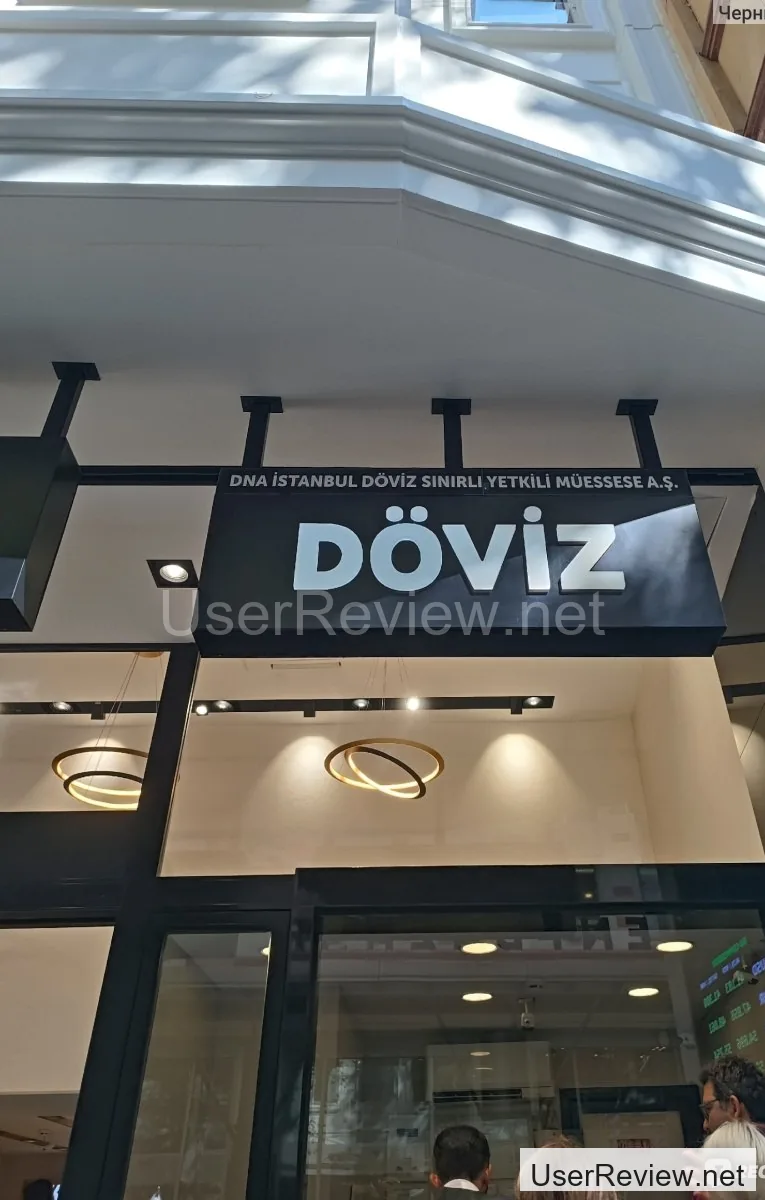 Черн
DNA İSTANBUL DÖVİZ SINIRLI YETKİLİ MÜESSESE A.Ş.
DÖVİZ
UserReview.net
UserReview.net